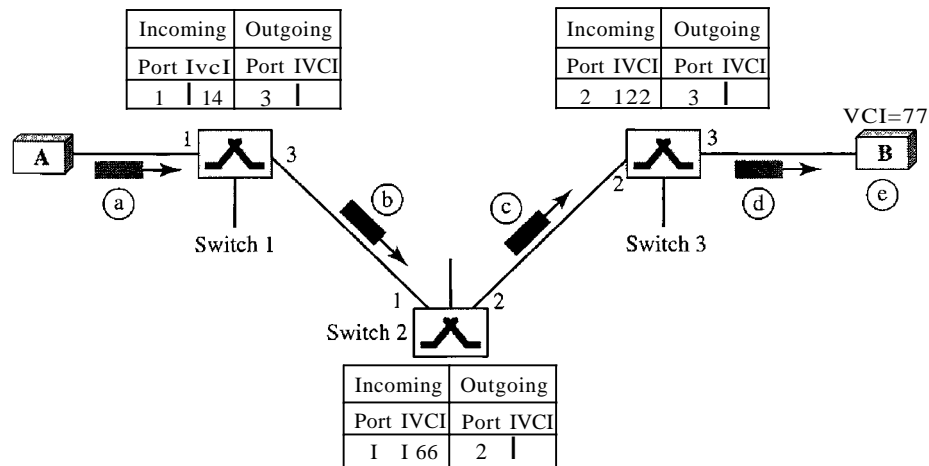 Incoming Outgoing
Port IvcI Port IVCI
1 | 14 3 |
Incoming Outgoing
Port IVCI Port IVCI
2 122 3 |
VCI=77
A
1
3
a
b
Switch 1
c
2
3
d
B
e
Switch 3
1
2
Switch 2
Incoming Outgoing
Port IVCI Port IVCI
I I 66 2 |